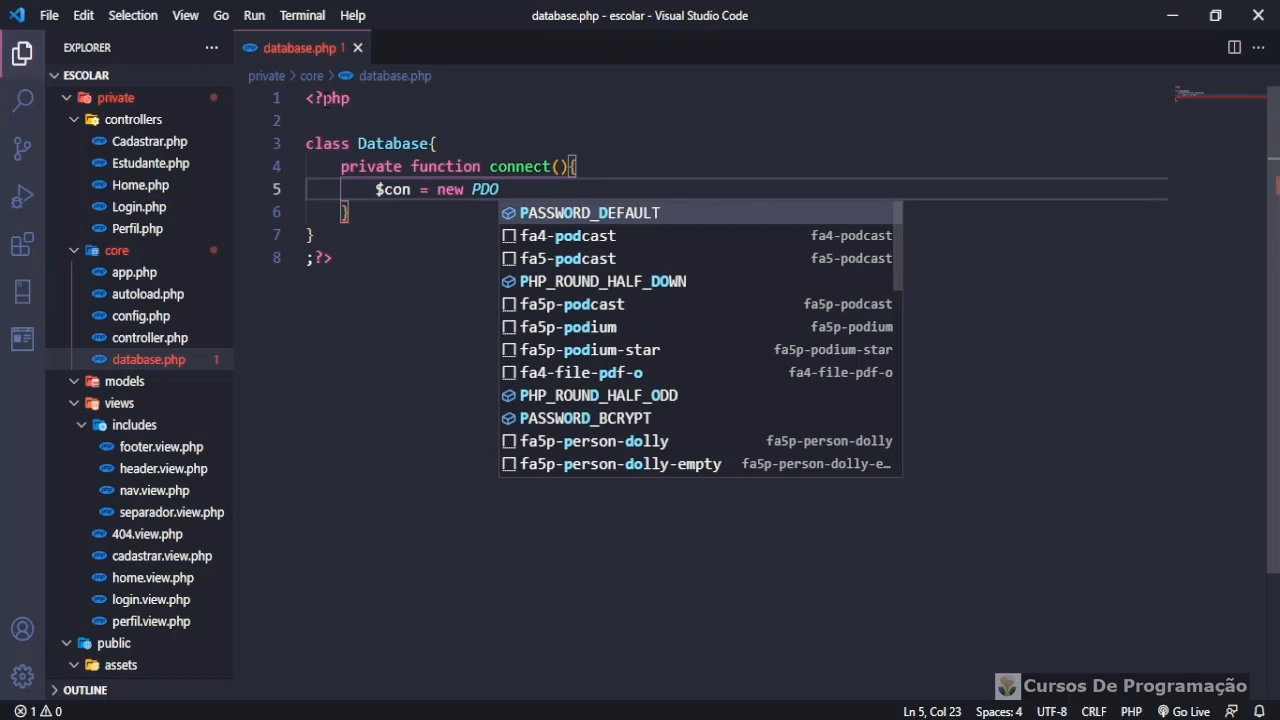 File Edit Selection View Go Run Terminal Help database.php - escolar - Visual Studio Code
EXPLORER
ESCOLAR
private
controllers
Cadastrar.php
Estudante.php
Home.php
Login.php
Perfil.php
core
app.php
autoload.php
config.php
controller.php
database.php 1
models
views
includes
footer.view.php
header.view.php
nav.view.php
separador.view.php
404.view.php
cadastrar.view.php
home.view.php
login.view.php
perfil.view.php
public
assets
OUTLINE
database.php 1
private > core > database.php
1 <?php
2
3 class Database{
4 private function connect(){
5 $con = new PDO
6 }
7 }
8 ;?>
PASSWORD_DEFAULT
fa4-podcast fa4-podcast
fa5-podcast fa5-podcast
PHP_ROUND_HALF_DOWN
fa5p-podcast fa5p-podcast
fa5p-podium fa5p-podium
fa5p-podium-star fa5p-podium-star
fa4-file-pdf-o fa4-file-pdf-o
PHP_ROUND_HALF_ODD
PASSWORD_BCRYPT
fa5p-person-dolly fa5p-person-dolly
fa5p-person-dolly-empty fa5p-person-dolly-e…
Cursos De Programação
1 0 Ln 5, Col 23 Spaces: 4 UTF-8 CRLF PHP Go Live